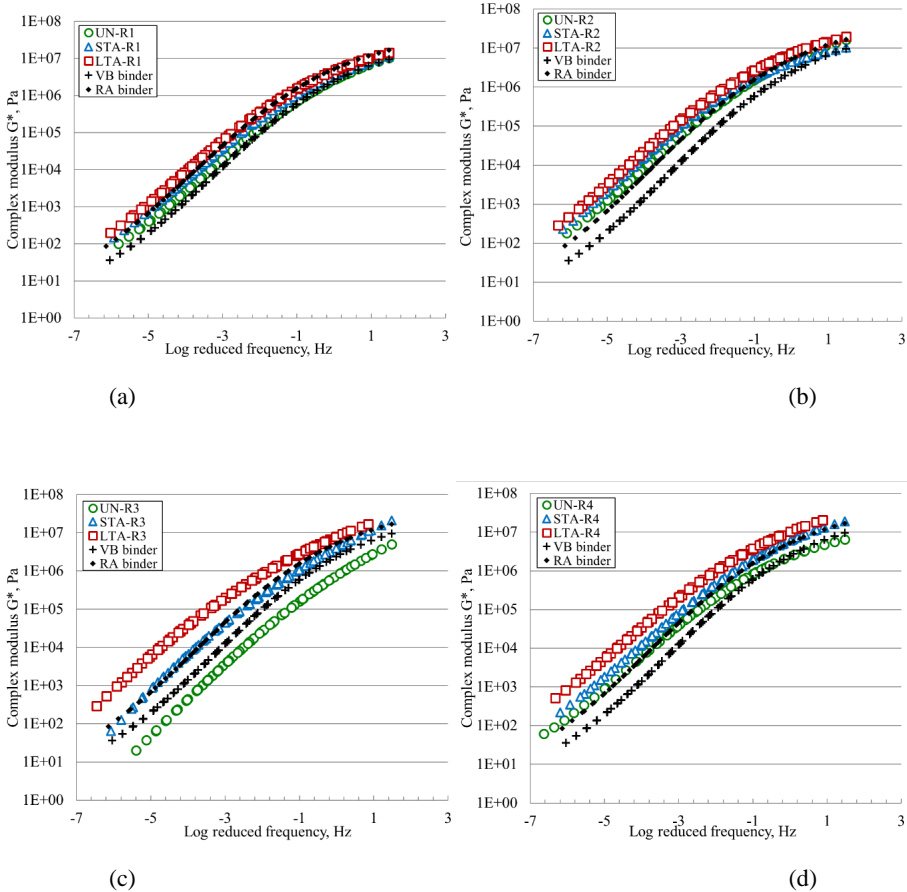 1E+08
1E+07
1E+06
1E+05
1E+04
1E+03
1E+02
1E+01
1E+00
Complex modulus G*, Pa
UN-R1
STA-R1
LTA-R1
VB binder
RA binder
-7 -5 -3 -1 1 3
Log reduced frequency, Hz
(a)
1E+08
1E+07
1E+06
1E+05
1E+04
1E+03
1E+02
1E+01
1E+00
Complex modulus G*, Pa
UN-R2
STA-R2
LTA-R2
VB binder
RA binder
-7 -5 -3 -1 1 3
Log reduced frequency, Hz
(b)
1E+08
1E+07
1E+06
1E+05
1E+04
1E+03
1E+02
1E+01
1E+00
Complex modulus G*, Pa
UN-R3
STA-R3
LTA-R3
VB binder
RA binder
-7 -5 -3 -1 1 3
Log reduced frequency, Hz
(c)
1E+08
1E+07
1E+06
1E+05
1E+04
1E+03
1E+02
1E+01
1E+00
Complex modulus G*, Pa
UN-R4
STA-R4
LTA-R4
VB binder
RA binder
-7 -5 -3 -1 1 3
Log reduced frequency, Hz
(d)